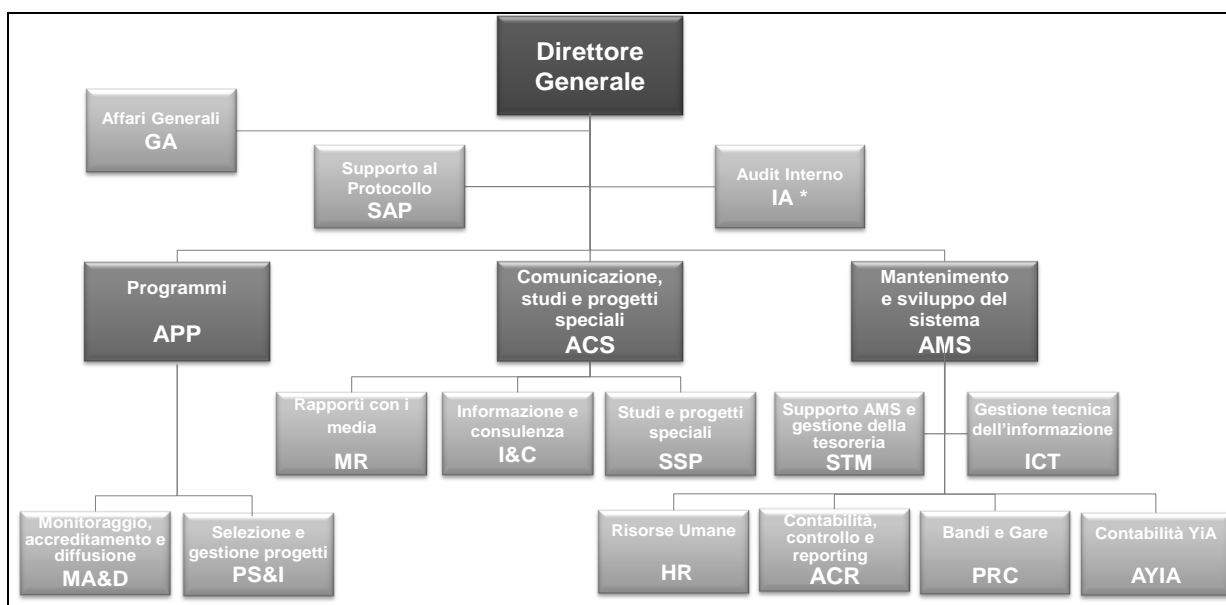 Direttore
Generale
Affari Generali
GA
Supporto al
Protocollo
SAP
Audit Interno
IA *
Programmi
APP
Comunicazione,
studi e progetti
speciali
ACS
Mantenimento
e sviluppo del
sistema
AMS
Rapporti con i
media
MR
Informazione e
consulenza
I&C
Studi e progetti
speciali
SSP
Supporto AMS e
gestione della
tesoreria
STM
Gestione tecnica
dell'informazione
ICT
Monitoraggio,
accreditamento e
diffusione
MA&D
Selezione e
gestione progetti
PS&I
Risorse Umane
HR
Contabilità,
controllo e
reporting
ACR
Bandi e Gare
PRC
Contabilità YiA
AYIA